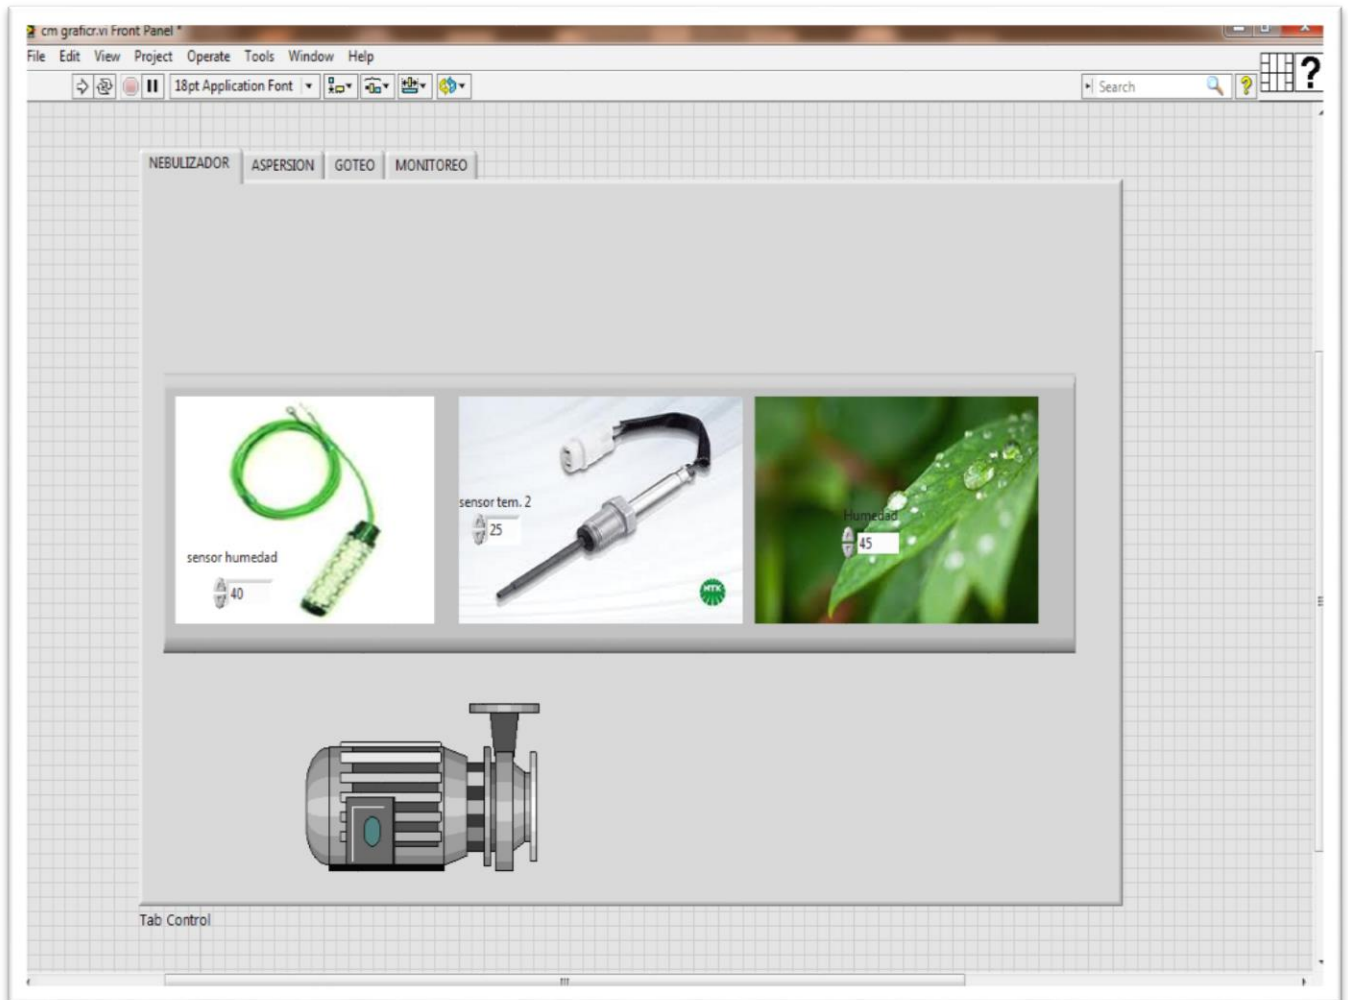 cm graficr.vi Front Panel *
File Edit View Project Operate Tools Window Help
18pt Application Font
Search
?
?
NEBULIZADOR ASPERSION GOTEO MONITOREO
sensor humedad
40
sensor tem. 2
25
NTK
Humedad
45
Tab Control